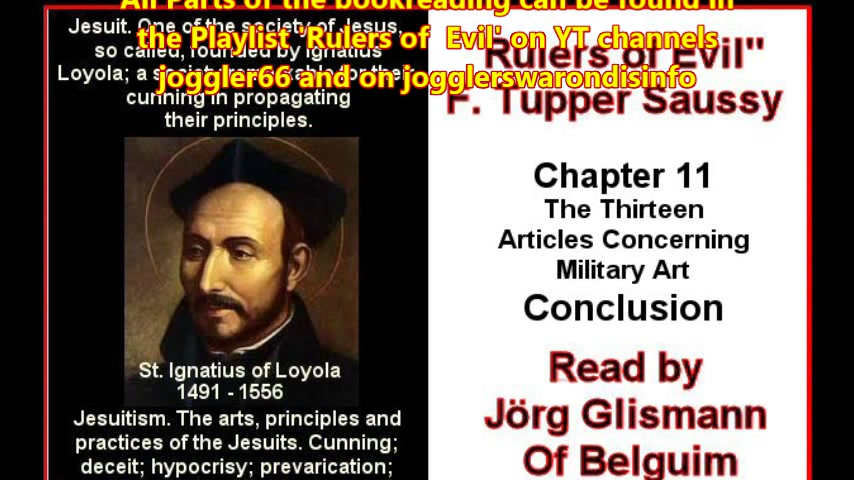 All Parts of the bookreading can be found in
the Playlist 'Rulers of Evil' on YT channels
joggler66 and on jogglerswarondisinfo
Jesuit. One of the society of Jesus,
so called, founded by Ignatius
Loyola; a
cunning in propagating
their principles.
St. Ignatius of Loyola
1491 - 1556
Jesuitism. The arts, principles and
practices of the Jesuits. Cunning;
deceit; hypocrisy; prevarication;
"Rulers of Evil"
F. Tupper Saussy
Chapter 11
The Thirteen
Articles Concerning
Military Art
Conclusion
Read by
Jörg Glismann
Of Belguim